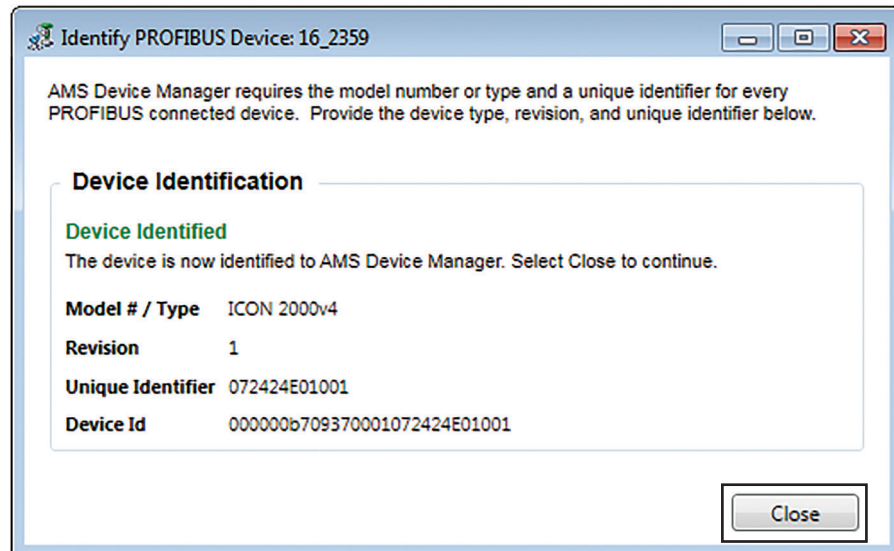 Identify PROFIBUS Device: 16_2359
AMS Device Manager requires the model number or type and a unique identifier for every
PROFIBUS connected device.  Provide the device type, revision, and unique identifier below.
Device Identification
Device Identified
The device is now identified to AMS Device Manager. Select Close to continue.
Model # / Type ICON 2000v4
Revision 1
Unique Identifier 072424E01001
Device Id 000000b709370001072424E01001
Close